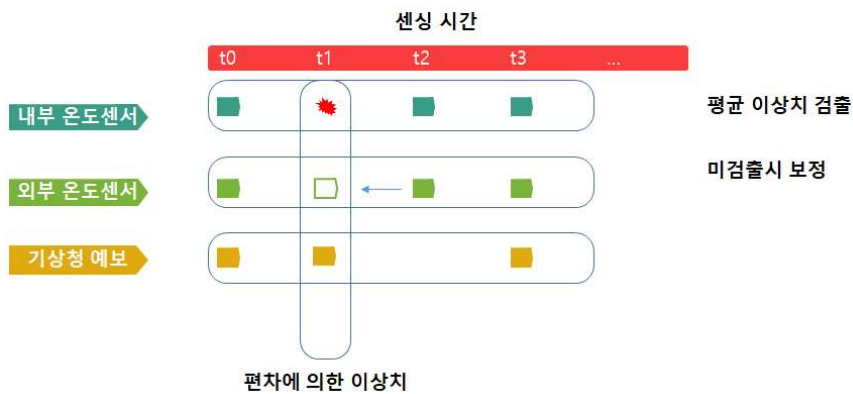 센싱 시간
t0 t1 t2 t3 ...
내부 온도센서
평균 이상치 검출
외부 온도센서
미검출시 보정
기상청 예보
편차에 의한 이상치